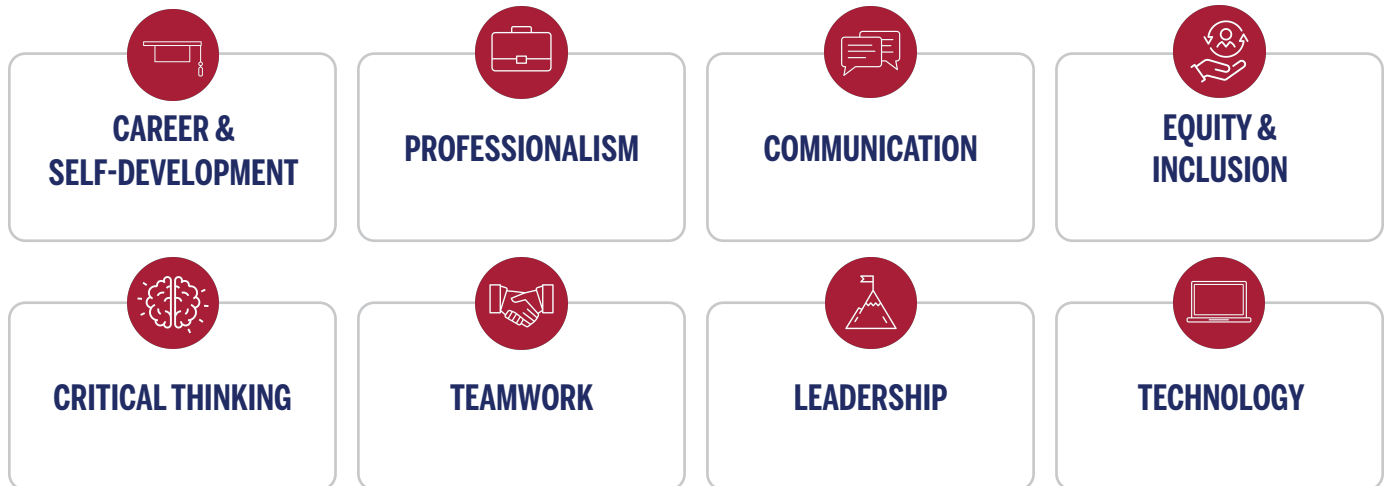 CAREER &
SELF-DEVELOPMENT
PROFESSIONALISM
COMMUNICATION
EQUITY &
INCLUSION
CRITICAL THINKING
TEAMWORK
LEADERSHIP
TECHNOLOGY